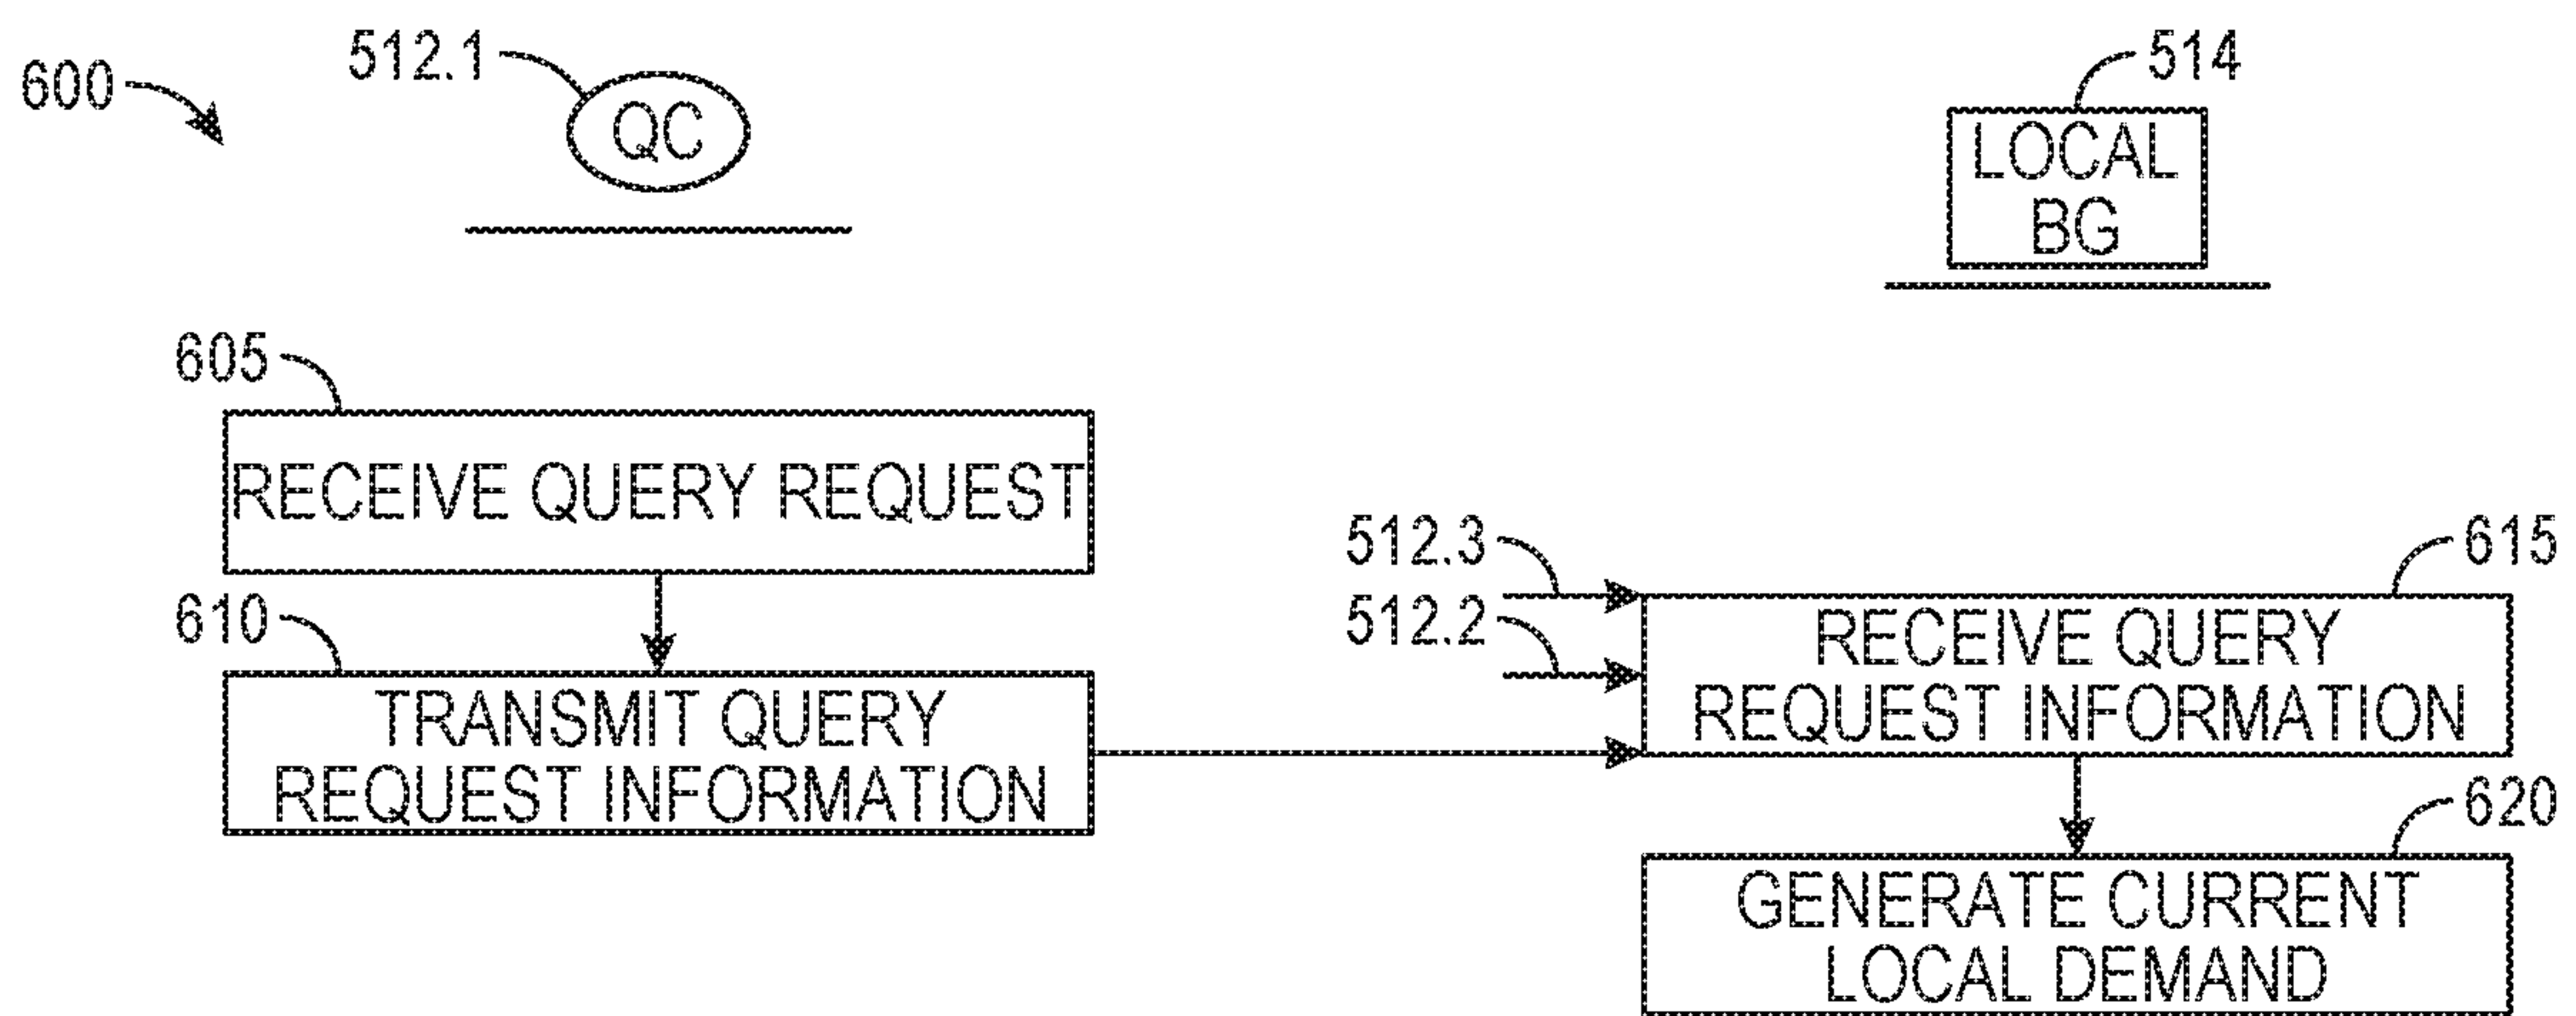 600
512.1
QC
514
LOCAL
BG
605
RECEIVE QUERY REQUEST
610
TRANSMIT QUERY
REQUEST INFORMATION
512.3
512.2
615
RECEIVE QUERY
REQUEST INFORMATION
620
GENERATE CURRENT
LOCAL DEMAND